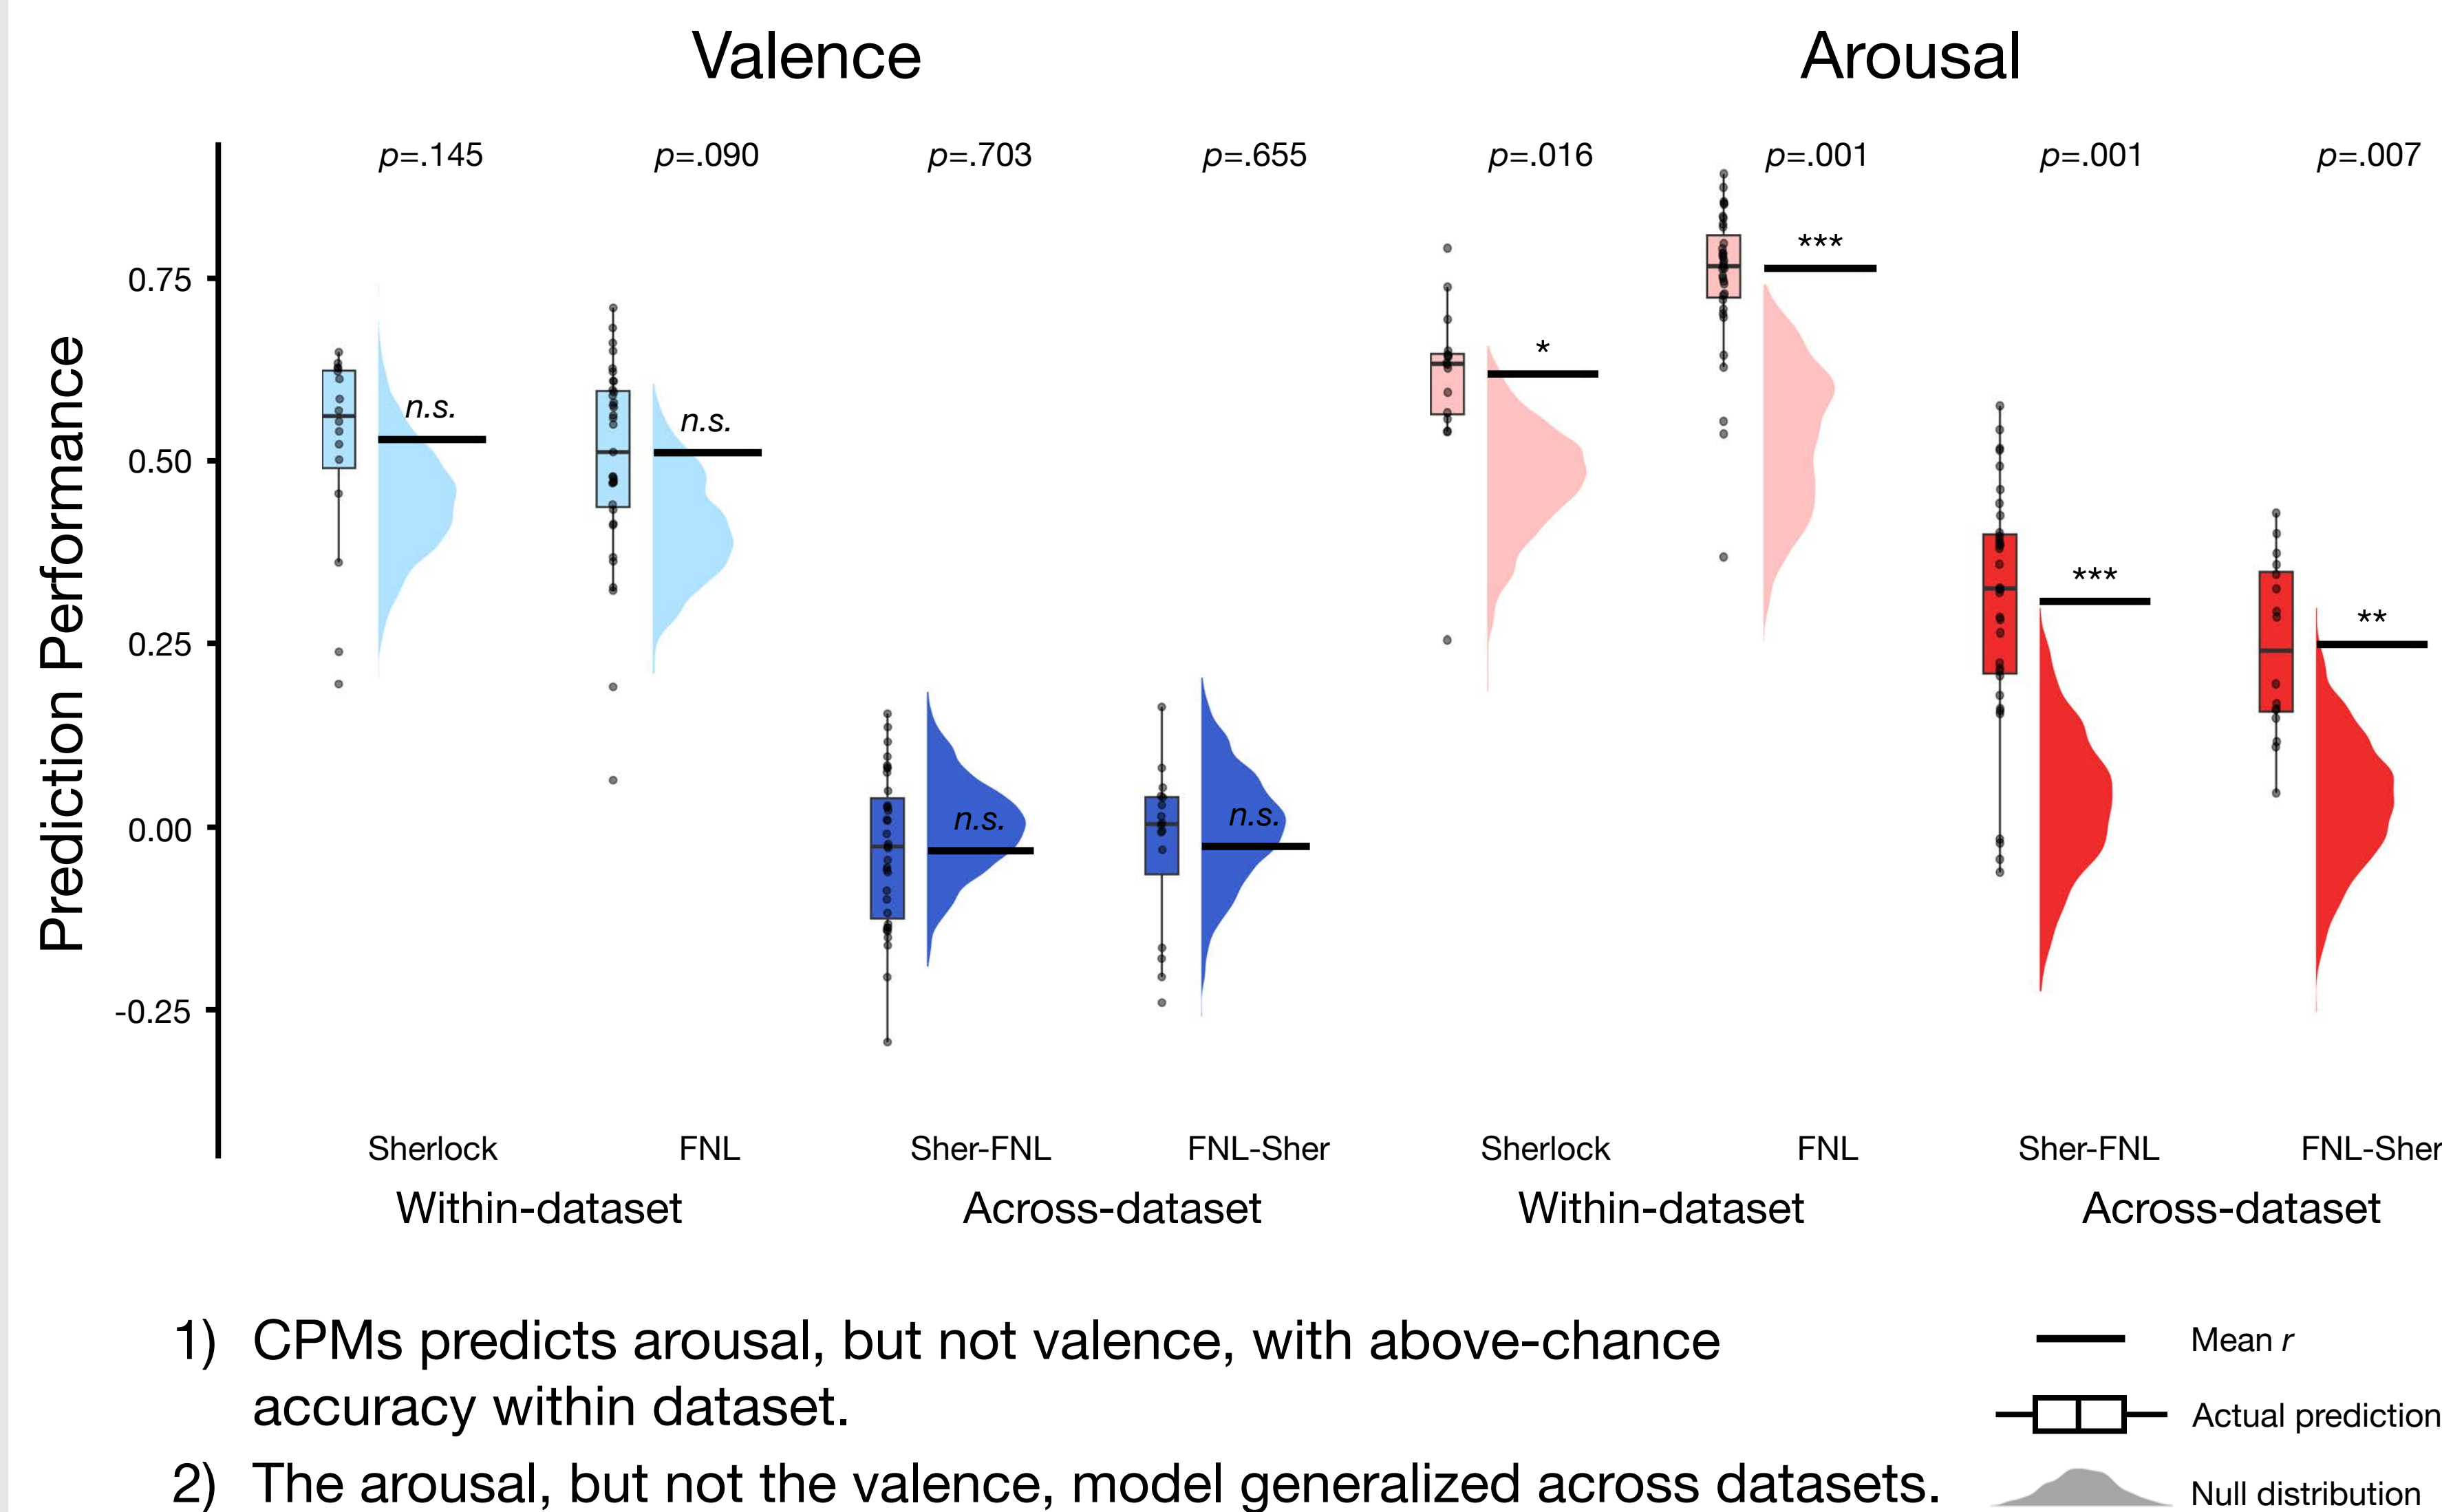 Valence
Arousal
p=.145
p=.090
p=.703
p=.655
p=.016
p=.001
p=.001
p=.007
Prediction Performance
0.75
0.50
0.25
0.00
-0.25
n.s.
n.s.
n.s.
n.s.
*
***
***
**
Sherlock
FNL
Sher-FNL
FNL-Sher
Sherlock
FNL
Sher-FNL
FNL-Sher
Within-dataset
Across-dataset
Within-dataset
Across-dataset
1) CPMs predicts arousal, but not valence, with above-chance
accuracy within dataset.
2) The arousal, but not the valence, model generalized across datasets.
Mean r
Actual prediction
Null distribution